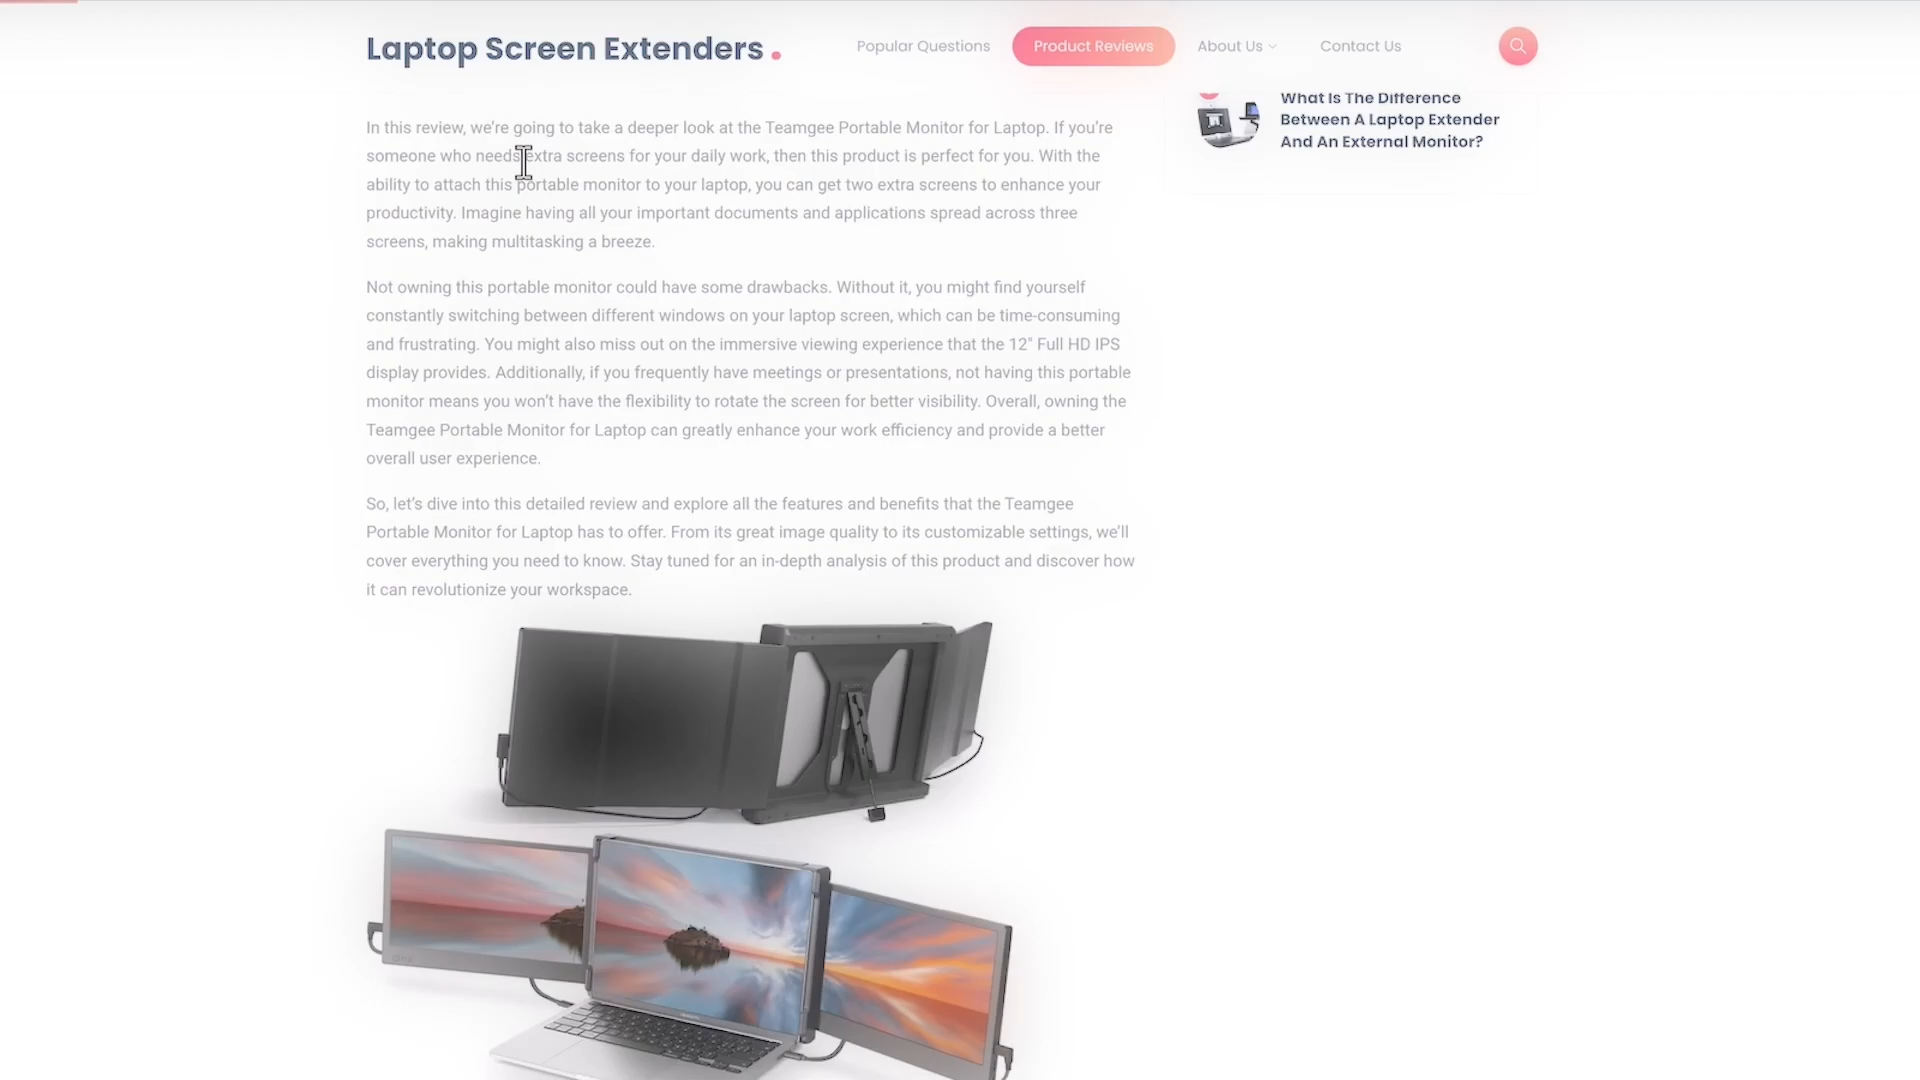 Laptop Screen Extenders.
Popular Questions
Product Reviews
About Us
Contact Us
What Is The Difference
Between A Laptop Extender
And An External Monitor?
In this review, we’re going to take a deeper look at the Teamgee Portable Monitor for Laptop. If you’re
someone who needs extra screens for your daily work, then this product is perfect for you. With the
ability to attach this portable monitor to your laptop, you can get two extra screens to enhance your
productivity. Imagine having all your important documents and applications spread across three
screens, making multitasking a breeze.
Not owning this portable monitor could have some drawbacks. Without it, you might find yourself
constantly switching between different windows on your laptop screen, which can be time-consuming
and frustrating. You might also miss out on the immersive viewing experience that the 12" Full HD IPS
display provides. Additionally, if you frequently have meetings or presentations, not having this portable
monitor means you won’t have the flexibility to rotate the screen for better visibility. Overall, owning the
Teamgee Portable Monitor for Laptop can greatly enhance your work efficiency and provide a better
overall user experience.
So, let’s dive into this detailed review and explore all the features and benefits that the Teamgee
Portable Monitor for Laptop has to offer. From its great image quality to its customizable settings, we’ll
cover everything you need to know. Stay tuned for an in-depth analysis of this product and discover how
it can revolutionize your workspace.